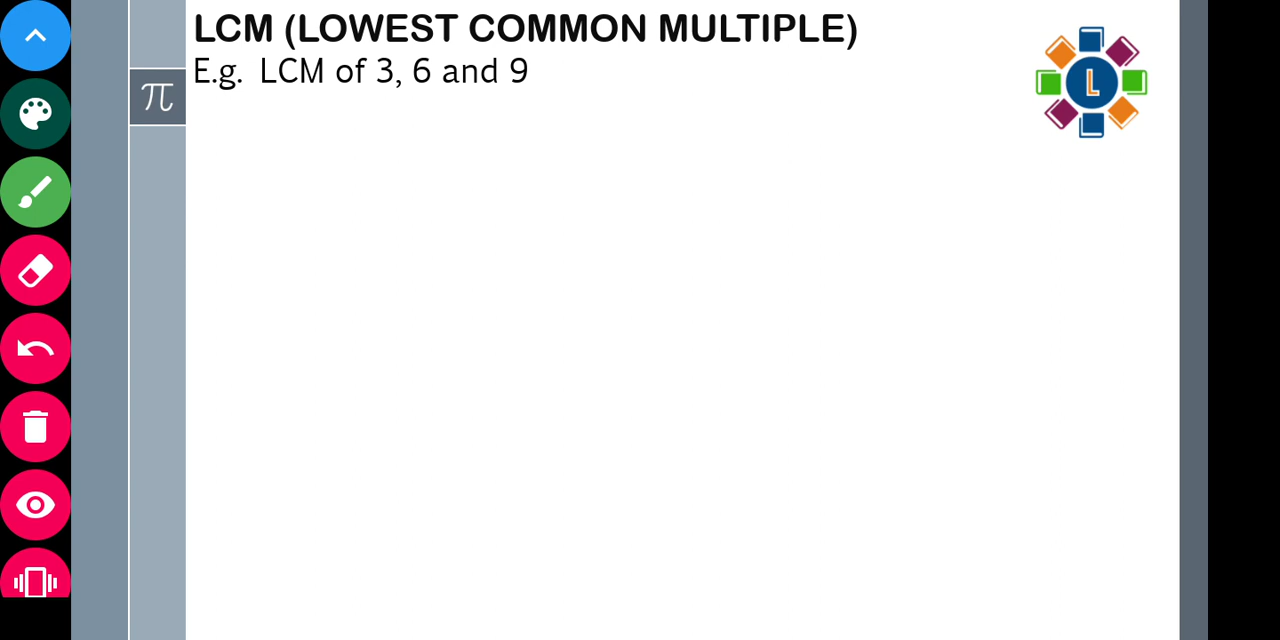 LCM (LOWEST COMMON MULTIPLE)
E.g. LCM of 3, 6 and 9
π
L